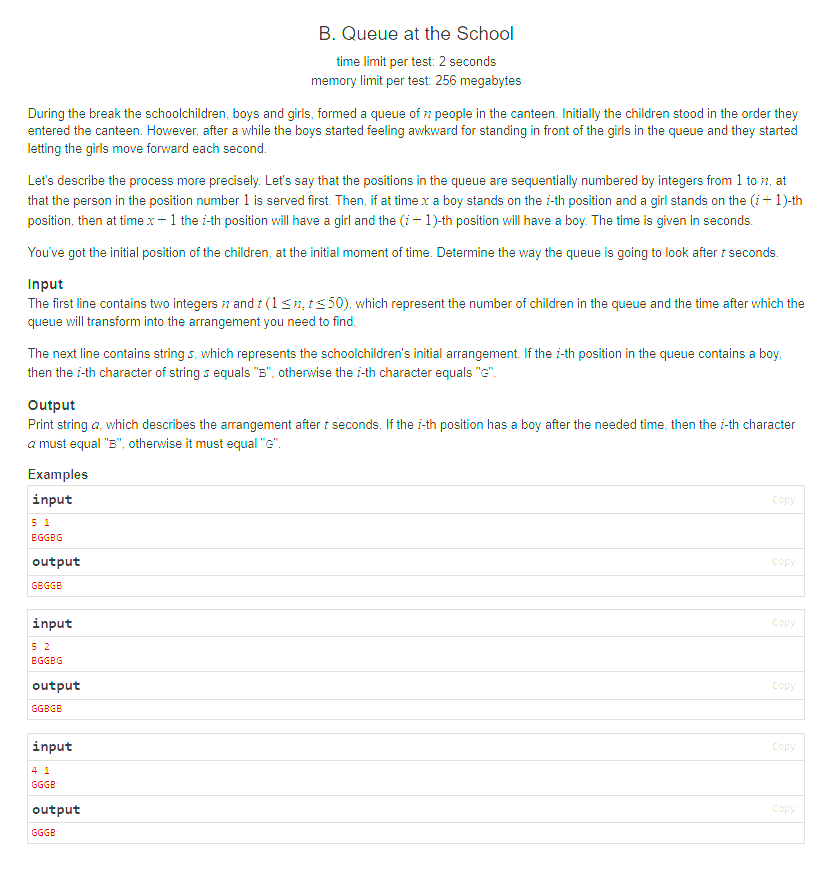 B. Queue at the School
time limit per test: 2 seconds
memory limit per test: 256 megabytes
During the break the schoolchildren, boys and girls, formed a queue of n people in the canteen. Initially the children stood in the order they
entered the canteen. However, after a while the boys started feeling awkward for standing in front of the girls in the queue and they started
letting the girls move forward each second.
Let's describe the process more precisely. Let's say that the positions in the queue are sequentially numbered by integers from 1 to n, at
that the person in the position number 1 is served first. Then, if at time x a boy stands on the i-th position and a girl stands on the (i + 1)-th
position, then at time x + 1 the i-th position will have a girl and the (i + 1)-th position will have a boy. The time is given in seconds.
You've got the initial position of the children, at the initial moment of time. Determine the way the queue is going to look after t seconds.
Input
The first line contains two integers n and t (1 ≤ n, t ≤ 50), which represent the number of children in the queue and the time after which the
queue will transform into the arrangement you need to find.
The next line contains string s, which represents the schoolchildren's initial arrangement. If the i-th position in the queue contains a boy,
then the i-th character of string s equals "B", otherwise the i-th character equals "G".
Output
Print string a, which describes the arrangement after t seconds. If the i-th position has a boy after the needed time, then the i-th character
a must equal "B", otherwise it must equal "G".
Examples
input Copy
5 1
BGGBG
output Copy
GBGGB
input Copy
5 2
BGGBG
output Copy
GGBGB
input Copy
4 1
GGGB
output Copy
GGGB